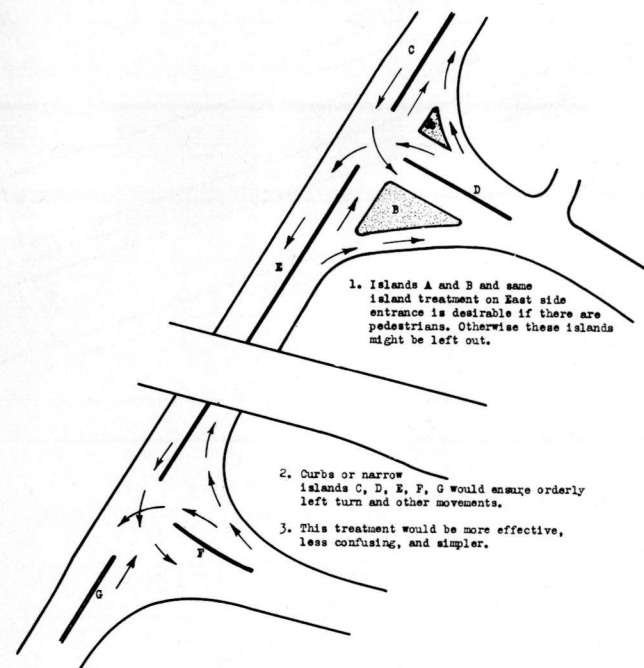 C
D
B
E
1. Islands A and B and same
island treatment on East side
entrance is desirable if there are
pedestrians. Otherwise these islands
might be left out.
2. Curbs or narrow
islands C, D, E, F, G would ensure orderly
left turn and other movements.
3. This treatment would be more effective,
less confusing, and simpler.
F
G